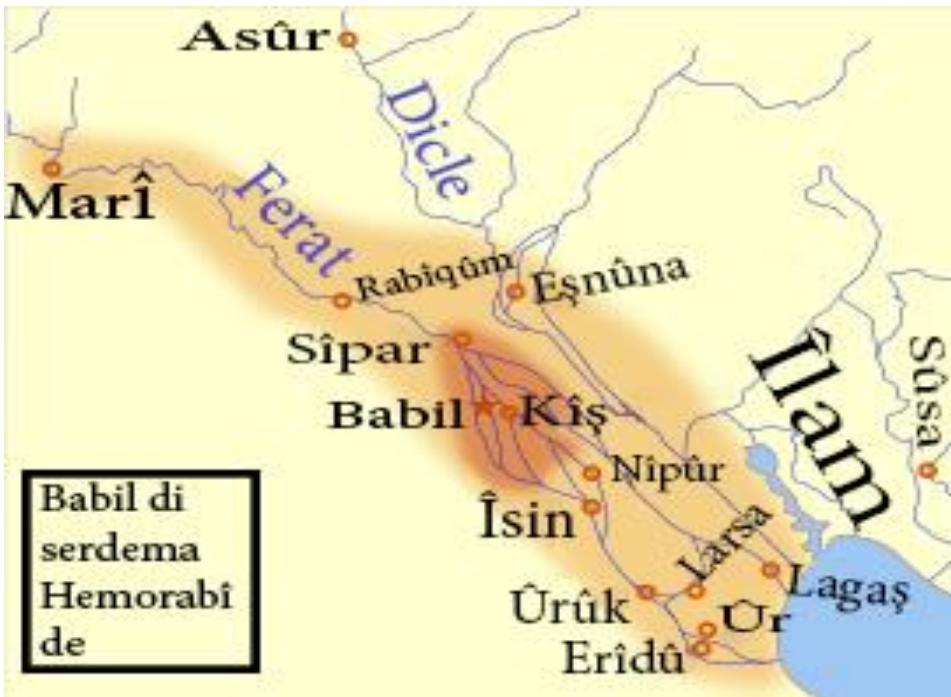 Asûr
Dicle
Marî
Ferat
Rabîqûm
Eşnûna
Sîpar
Îlam
Sûsa
Babil
Kîş
Nîpûr
Îsin
Larsa
Lagaş
Ûrûk
Ûr
Erîdû
Babil di
serdema
Hemorabî
de